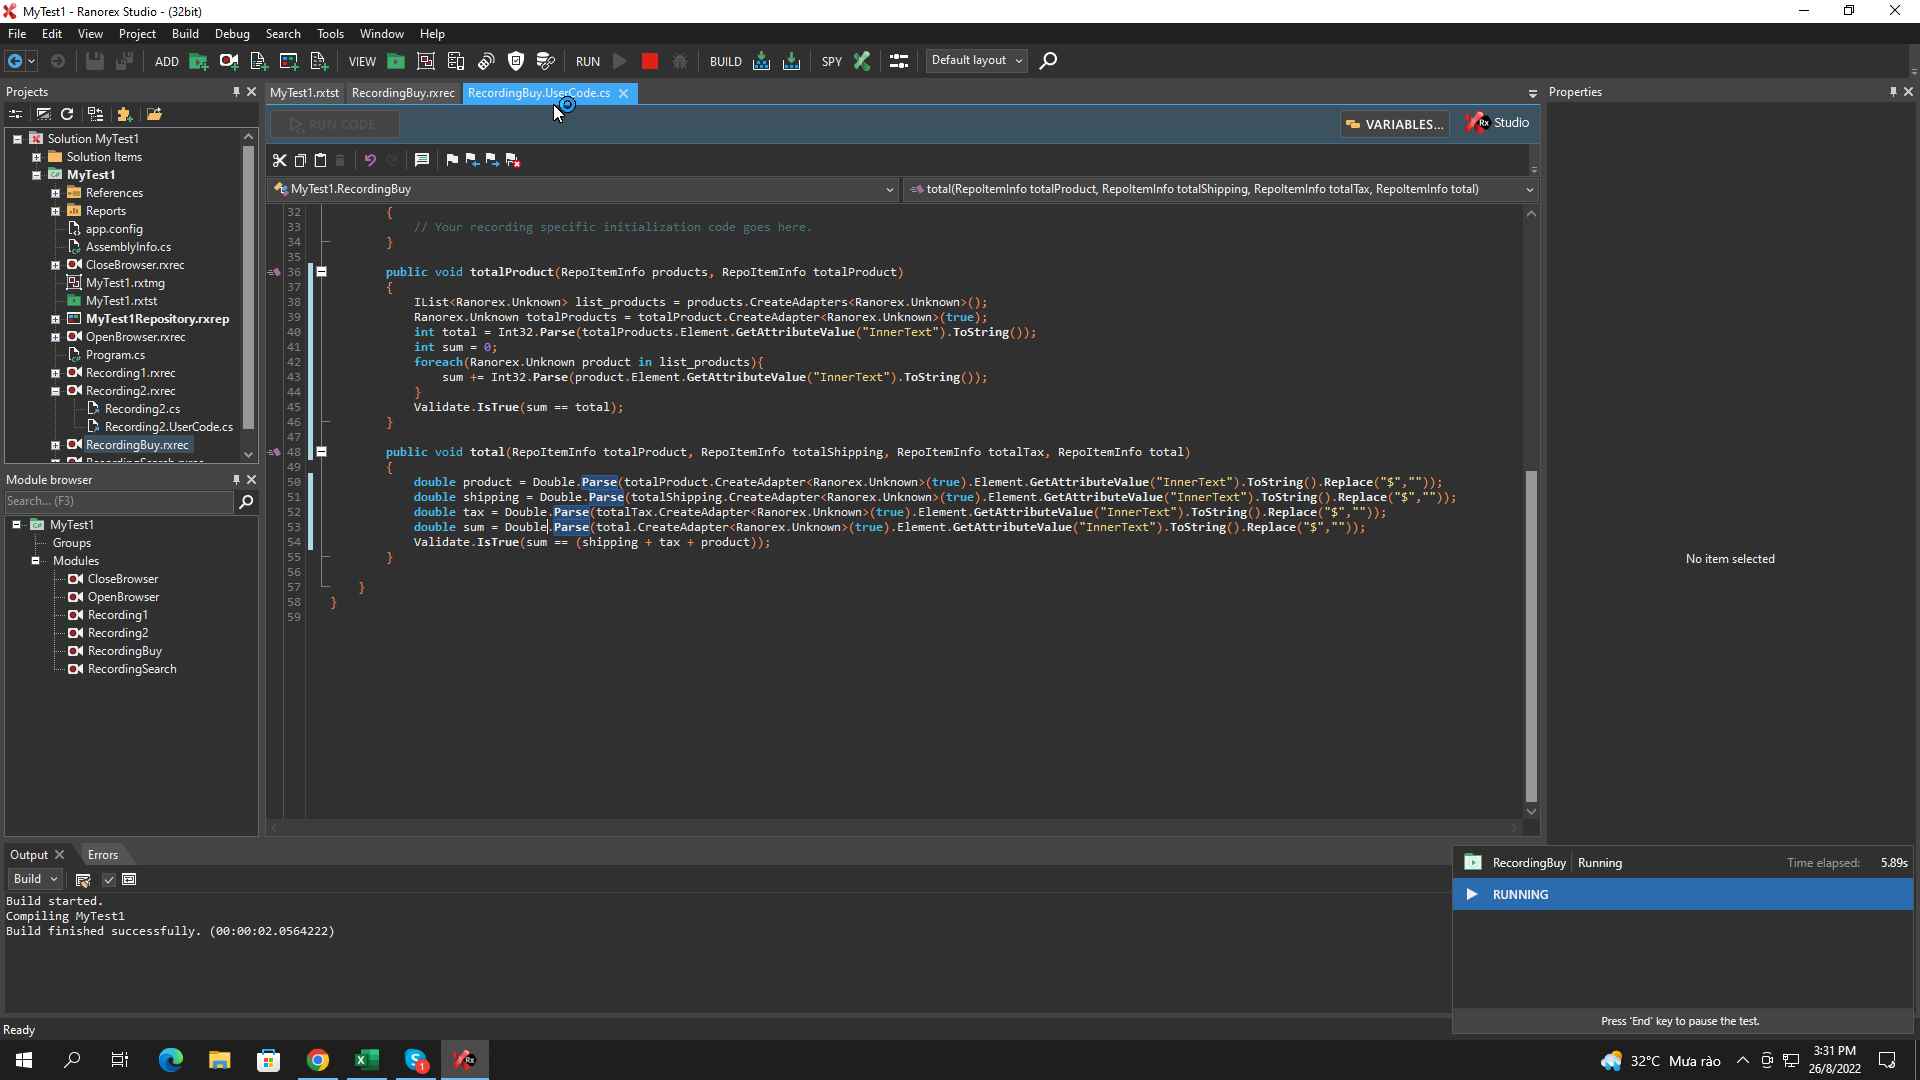 MyTest1 - Ranorex Studio - (32bit)
File Edit View Project Build Debug Search Tools Window Help
ADD VIEW RUN BUILD SPY Default layout
Projects
MyTest1.rxtst RecordingBuy.rxrec RecordingBuy.UserCode.cs
Properties
RUN CODE VARIABLES... Rx Studio
Solution MyTest1
Solution Items
MyTest1
References
Reports
app.config
AssemblyInfo.cs
CloseBrowser.rxrec
MyTest1.rxtmg
MyTest1.rxtst
MyTest1Repository.rxrep
OpenBrowser.rxrec
Program.cs
Recording1.rxrec
Recording2.rxrec
Recording2.cs
Recording2.UserCode.cs
RecordingBuy.rxrec
RecordingSearch.rxrec
MyTest1.RecordingBuy total(RepoItemInfo totalProduct, RepoItemInfo totalShipping, RepoItemInfo totalTax, RepoItemInfo total)
32 {
33 // Your recording specific initialization code goes here.
34 }
35
36 public void totalProduct(RepoItemInfo products, RepoItemInfo totalProduct)
37 {
38 IList<Ranorex.Unknown> list_products = products.CreateAdapters<Ranorex.Unknown>();
39 Ranorex.Unknown totalProducts = totalProduct.CreateAdapter<Ranorex.Unknown>(true);
40 int total = Int32.Parse(totalProducts.Element.GetAttributeValue("InnerText").ToString());
41 int sum = 0;
42 foreach(Ranorex.Unknown product in list_products){
43 sum += Int32.Parse(product.Element.GetAttributeValue("InnerText").ToString());
44 }
45 Validate.IsTrue(sum == total);
46 }
47
48 public void total(RepoItemInfo totalProduct, RepoItemInfo totalShipping, RepoItemInfo totalTax, RepoItemInfo total)
49 {
50 double product = Double.Parse(totalProduct.CreateAdapter<Ranorex.Unknown>(true).Element.GetAttributeValue("InnerText").ToString().Replace("$",""));
51 double shipping = Double.Parse(totalShipping.CreateAdapter<Ranorex.Unknown>(true).Element.GetAttributeValue("InnerText").ToString().Replace("$",""));
52 double tax = Double.Parse(totalTax.CreateAdapter<Ranorex.Unknown>(true).Element.GetAttributeValue("InnerText").ToString().Replace("$",""));
53 double sum = Double.Parse(total.CreateAdapter<Ranorex.Unknown>(true).Element.GetAttributeValue("InnerText").ToString().Replace("$",""));
54 Validate.IsTrue(sum == (shipping + tax + product));
55 }
56
57 }
58 }
59
No item selected
Module browser
Search... (F3)
MyTest1
Groups
Modules
CloseBrowser
OpenBrowser
Recording1
Recording2
RecordingBuy
RecordingSearch
Output Errors
Build
Build started.
Compiling MyTest1
Build finished successfully. (00:00:02.0564222)
RecordingBuy Running Time elapsed: 5.89s
RUNNING
Press 'End' key to pause the test.
Ready
1
Rx
32°C Mưa rào
3:31 PM
26/8/2022